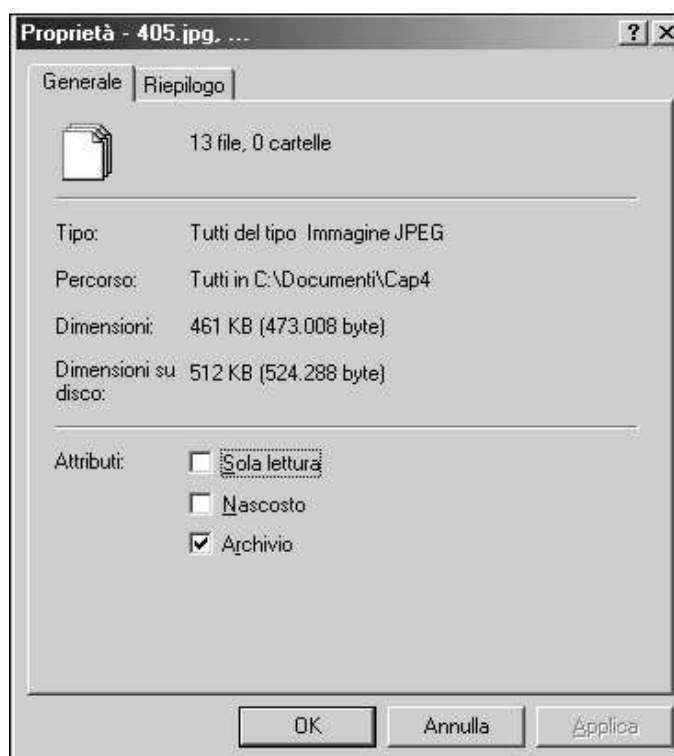 Proprietà - 405.jpg, ...
Generale
Riepilogo
13 file, 0 cartelle
Tipo: Tutti del tipo Immagine JPEG
Percorso: Tutti in C:\Documenti\Cap4
Dimensioni: 461 KB (473.008 byte)
Dimensioni su disco: 512 KB (524.288 byte)
Attributi:
Sola lettura
Nascosto
Archivio
OK
Annulla
Applica